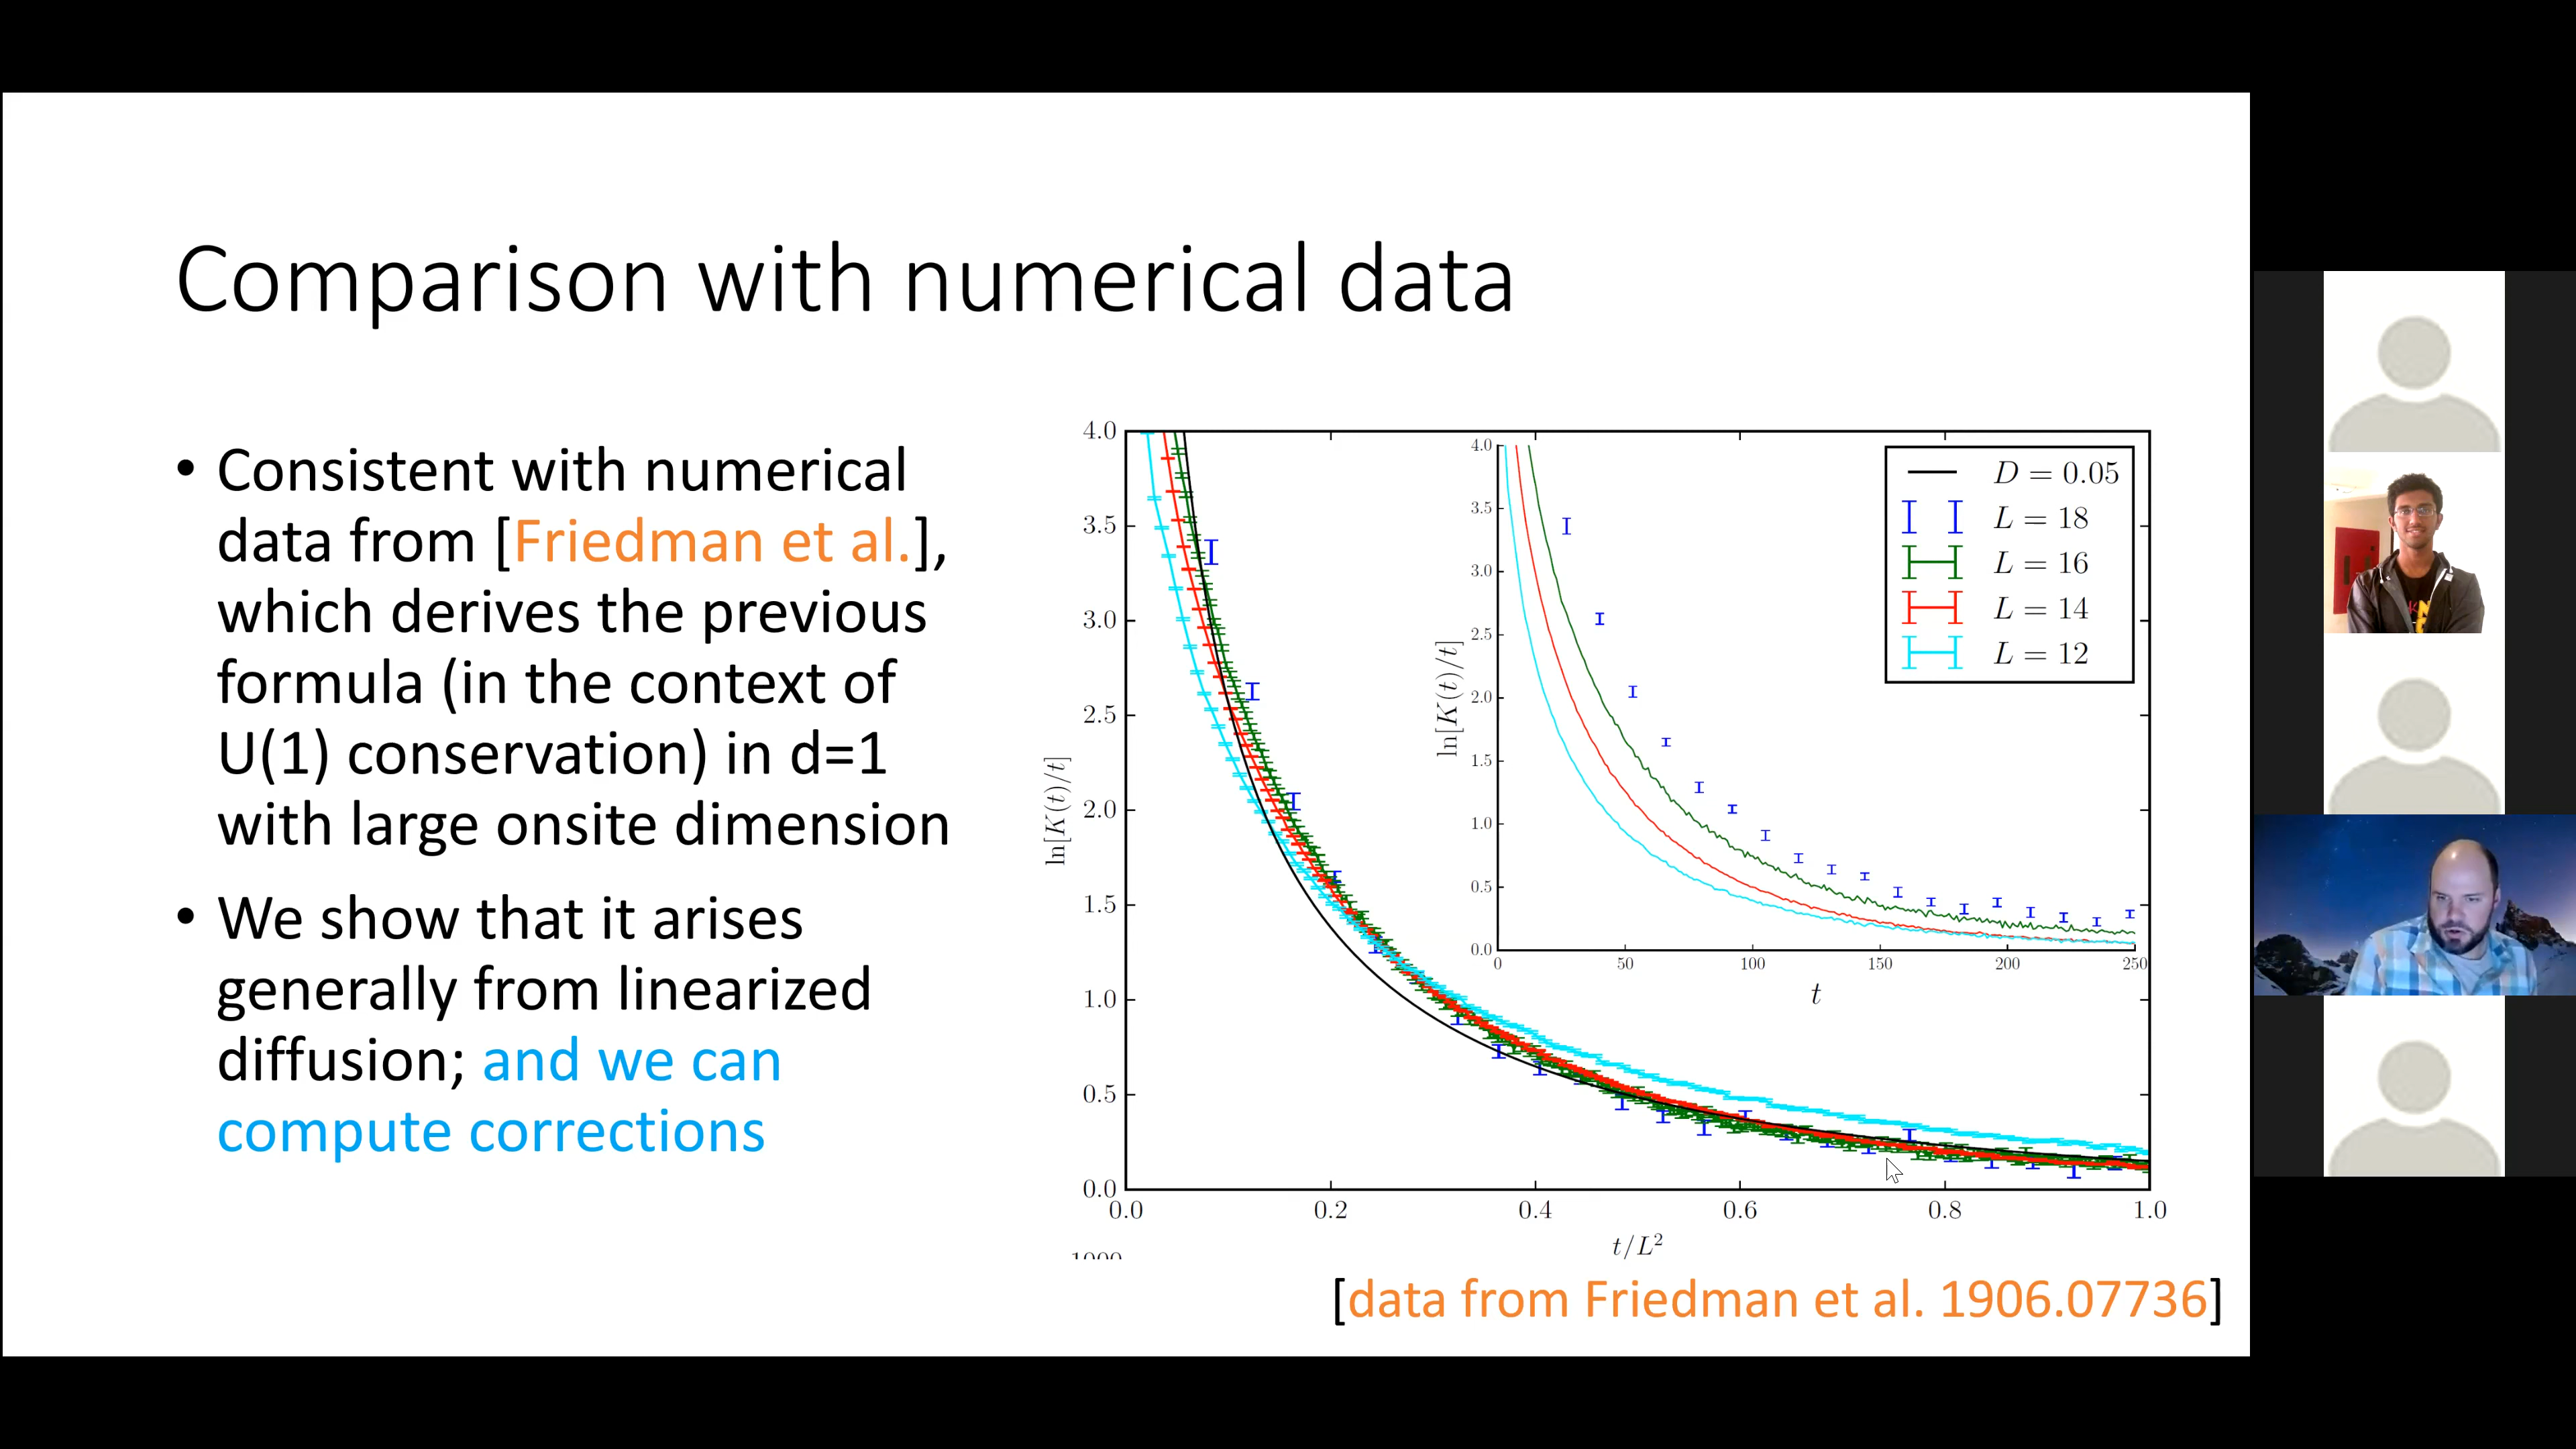 Comparison with numerical data
• Consistent with numerical
data from [Friedman et al.],
which derives the previous
formula (in the context of
U(1) conservation) in d=1
with large onsite dimension
• We show that it arises
generally from linearized
diffusion; and we can
compute corrections
ln[K(t)/t]
4.0
3.5
3.0
2.5
2.0
1.5
1.0
0.5
0.0
0.0 0.2 0.4 0.6 0.8 1.0
t/L²
ln[K(t)/t]
4.0
3.5
3.0
2.5
2.0
1.5
1.0
0.5
0.0
0 50 100 150 200 250
t
D = 0.05
L = 18
L = 16
L = 14
L = 12
[data from Friedman et al. 1906.07736]